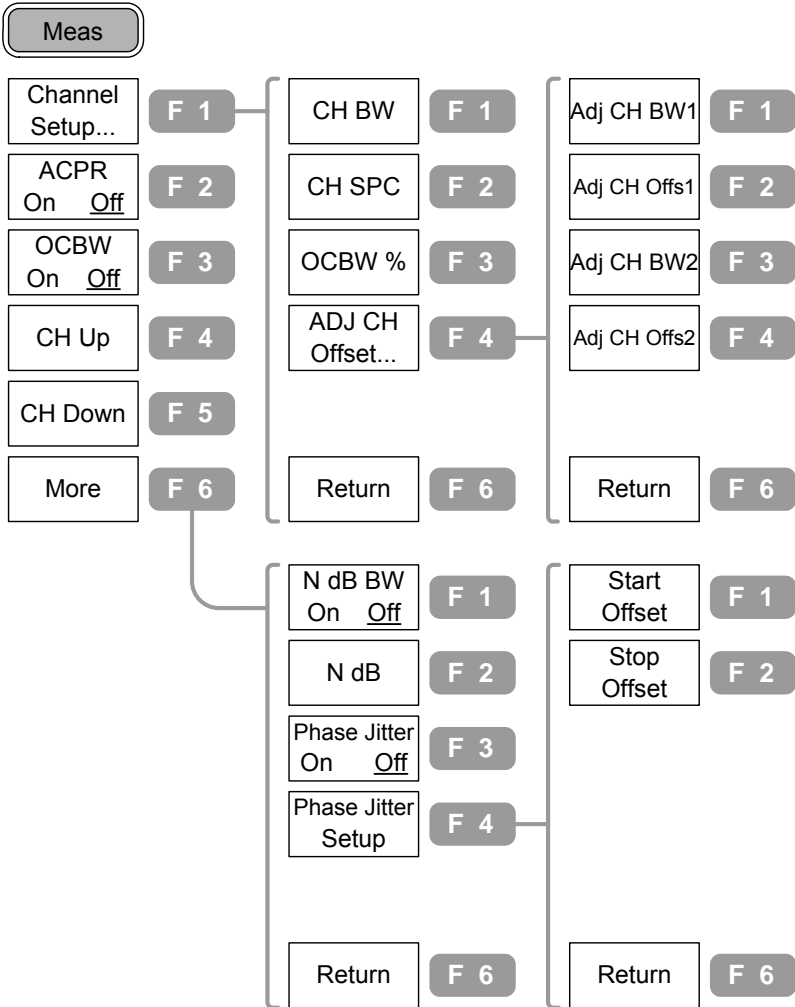 Meas
Channel
Setup...
F 1
ACPR
On Off
F 2
OCBW
On Off
F 3
CH Up
F 4
CH Down
F 5
More
F 6
CH BW
F 1
CH SPC
F 2
OCBW %
F 3
ADJ CH
Offset...
F 4
Return
F 6
Adj CH BW1
F 1
Adj CH Offs1
F 2
Adj CH BW2
F 3
Adj CH Offs2
F 4
Return
F 6
N dB BW
On Off
F 1
N dB
F 2
Phase Jitter
On Off
F 3
Phase Jitter
Setup
F 4
Return
F 6
Start
Offset
F 1
Stop
Offset
F 2
Return
F 6